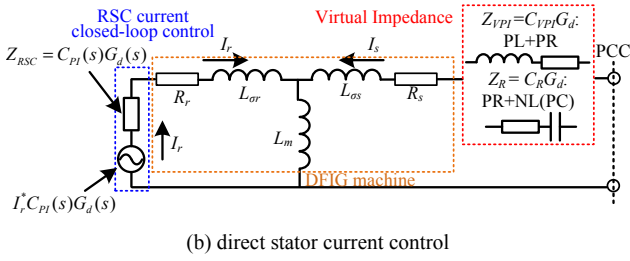 RSC current
closed-loop control
Z_RSC = C_PI(s)G_d(s)
Virtual Impedance
Z_VPI=C_VPI G_d:
PL+PR
Z_R = C_R G_d:
PR+NL(PC)
PCC
I_r
I_s
R_r
L_σr
L_σs
R_s
L_m
I_r
DFIG machine
I_r^*C_PI(s)G_d(s)
(b) direct stator current control